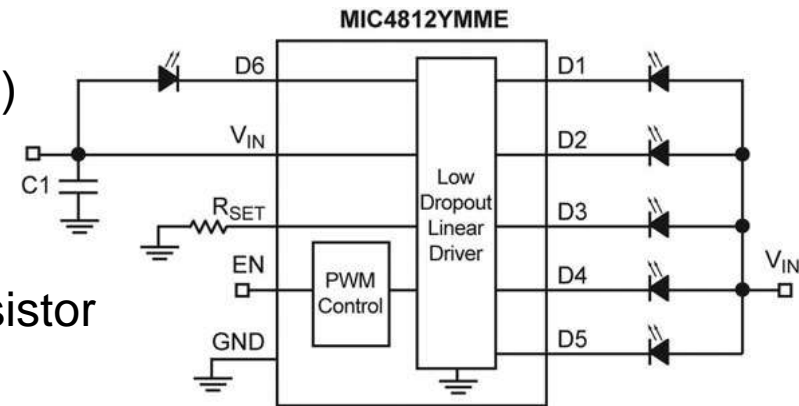 MIC4812YMME
)
D6
D1
VIN
D2
C1
Low
Dropout
Linear
Driver
RSET
D3
EN
PWM
Control
D4
VIN
sistor
GND
D5